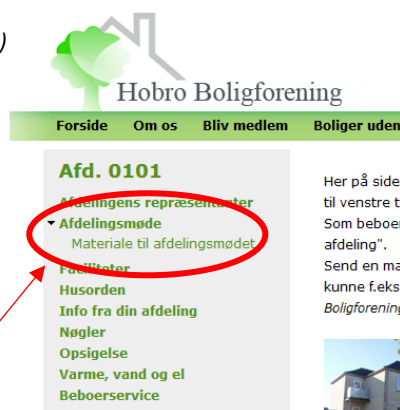 )
Hobro Boligforening
Forside Om os Bliv medlem Boliger uden
Afd. 0101
Afdelingens repræsentanter
Afdelingsmøde
Materiale til afdelingsmødet
Faciliteter
Husorden
Info fra din afdeling
Nøgler
Opsigelse
Varme, vand og el
Beboerservice
Her på side
til venstre t
Som beboer
afdeling".
Send en ma
kunne f.eks
Boligforening